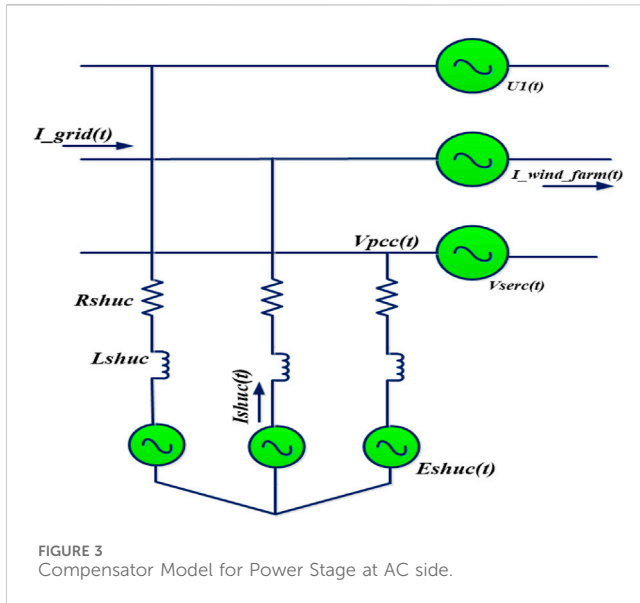 U1(t)
I_grid(t)
I_wind_farm(t)
Vpcc(t)
Vserc(t)
Rshuc
Lshuc
Ishuc(t)
Eshuc(t)
FIGURE 3
Compensator Model for Power Stage at AC side.